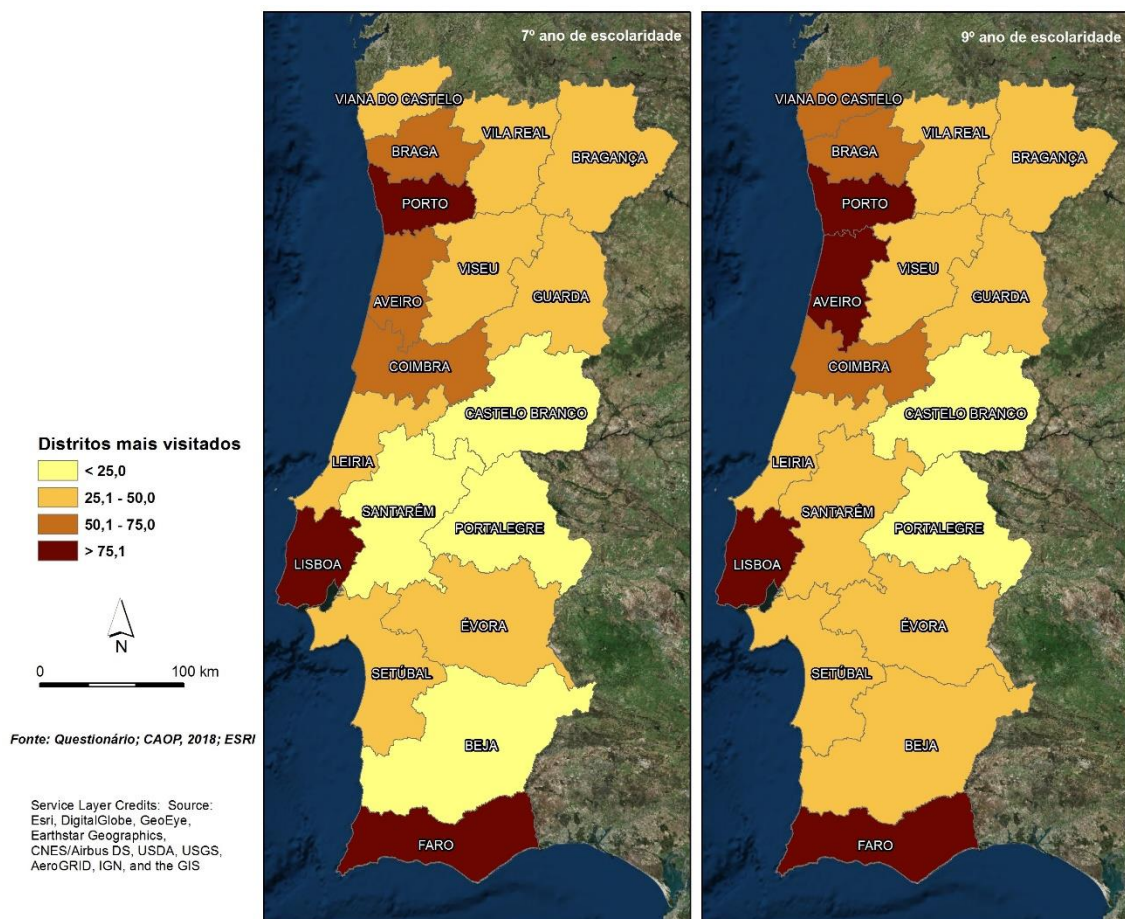 7º ano de escolaridade
VIANA DO CASTELO
VILA REAL
BRAGANÇA
BRAGA
PORTO
VISEU
GUARDA
AVEIRO
COIMBRA
CASTELO BRANCO
LEIRIA
SANTARÉM
PORTALEGRE
LISBOA
ÉVORA
SETÚBAL
BEJA
FARO
9º ano de escolaridade
VIANA DO CASTELO
VILA REAL
BRAGANÇA
BRAGA
PORTO
VISEU
GUARDA
AVEIRO
COIMBRA
CASTELO BRANCO
LEIRIA
SANTARÉM
PORTALEGRE
LISBOA
ÉVORA
SETÚBAL
BEJA
FARO
Distritos mais visitados
< 25,0
25,1 - 50,0
50,1 - 75,0
> 75,1
N
0 100 km
Fonte: Questionário; CAOP, 2018; ESRI
Service Layer Credits: Source:
Esri, DigitalGlobe, GeoEye,
Earthstar Geographics,
CNES/Airbus DS, USDA, USGS,
AeroGRID, IGN, and the GIS